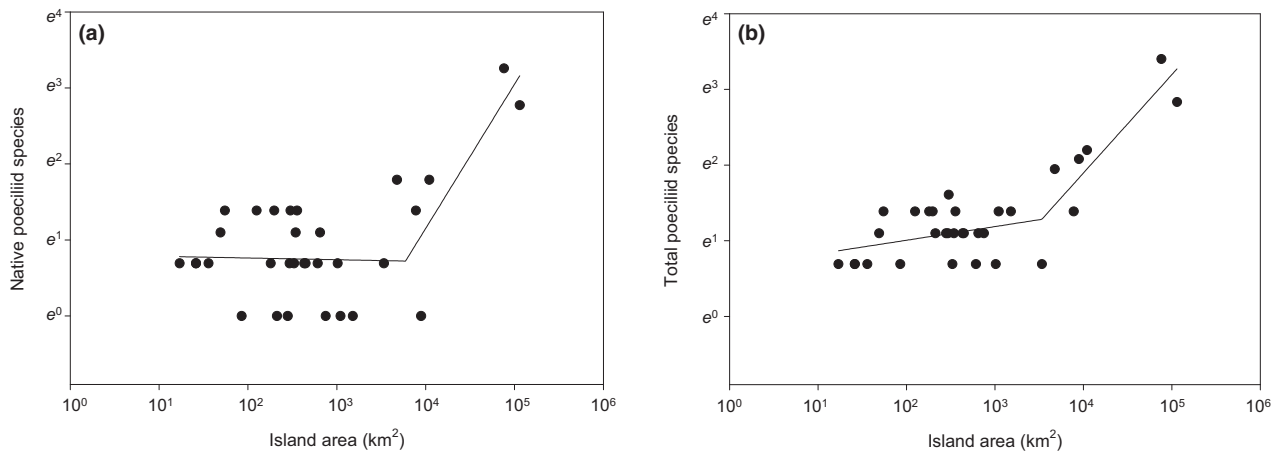 (a)
Native poeciliid species
e⁴
e³
e²
e¹
e⁰
10⁰ 10¹ 10² 10³ 10⁴ 10⁵ 10⁶
Island area (km²)
(b)
Total poeciliid species
e⁴
e³
e²
e¹
e⁰
10⁰ 10¹ 10² 10³ 10⁴ 10⁵ 10⁶
Island area (km²)